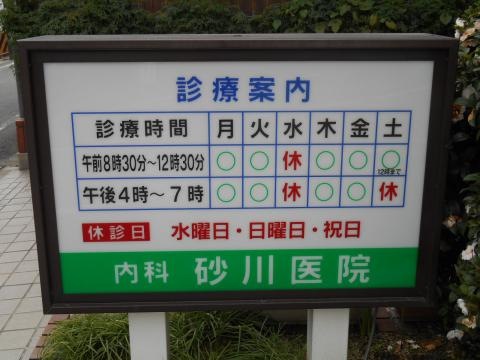 診療案内
診療時間 月 火 水 木 金 土
午前8時30分~12時30分 ○ ○ 休 ○ ○ ○ 12時まで
午後4時~7時 ○ ○ 休 ○ ○ 休
休診日 水曜日・日曜日・祝日
内科 砂川医院